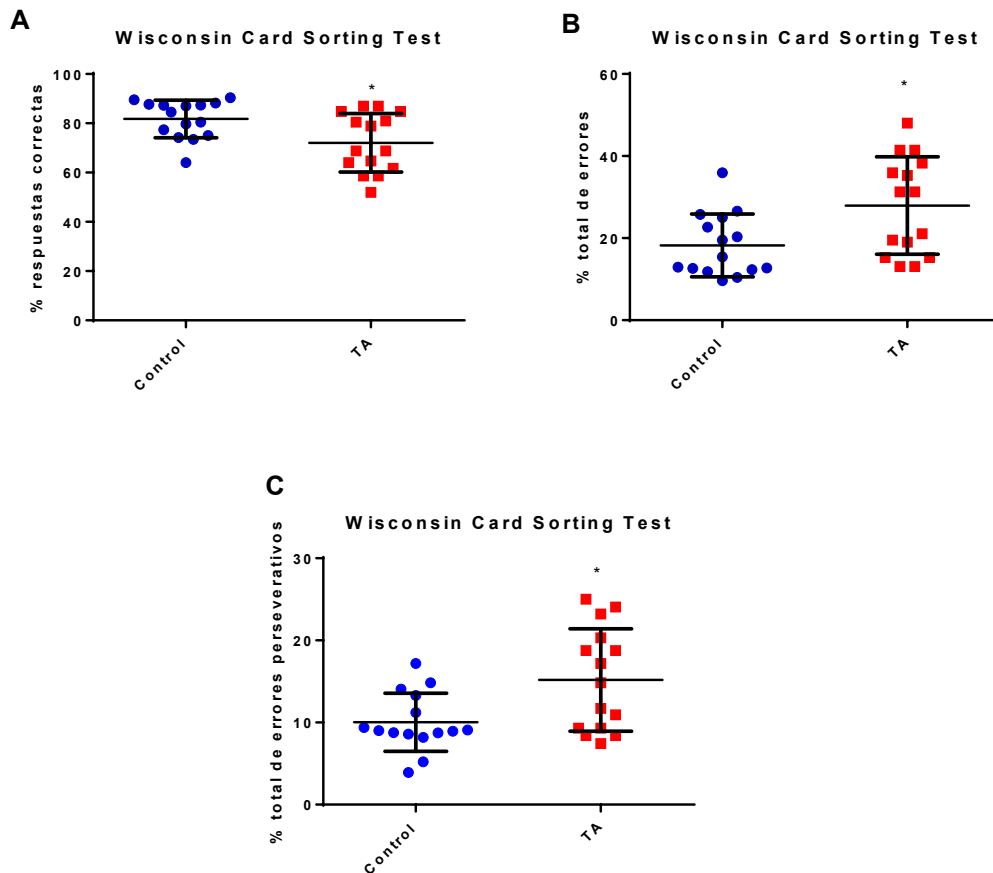 A
Wisconsin Card Sorting Test
% respuestas correctas
100
80
60
40
20
0
*
Control
TA
B
Wisconsin Card Sorting Test
% total de errores
60
40
20
0
*
Control
TA
C
Wisconsin Card Sorting Test
% total de errores perseverativos
30
20
10
0
*
Control
TA